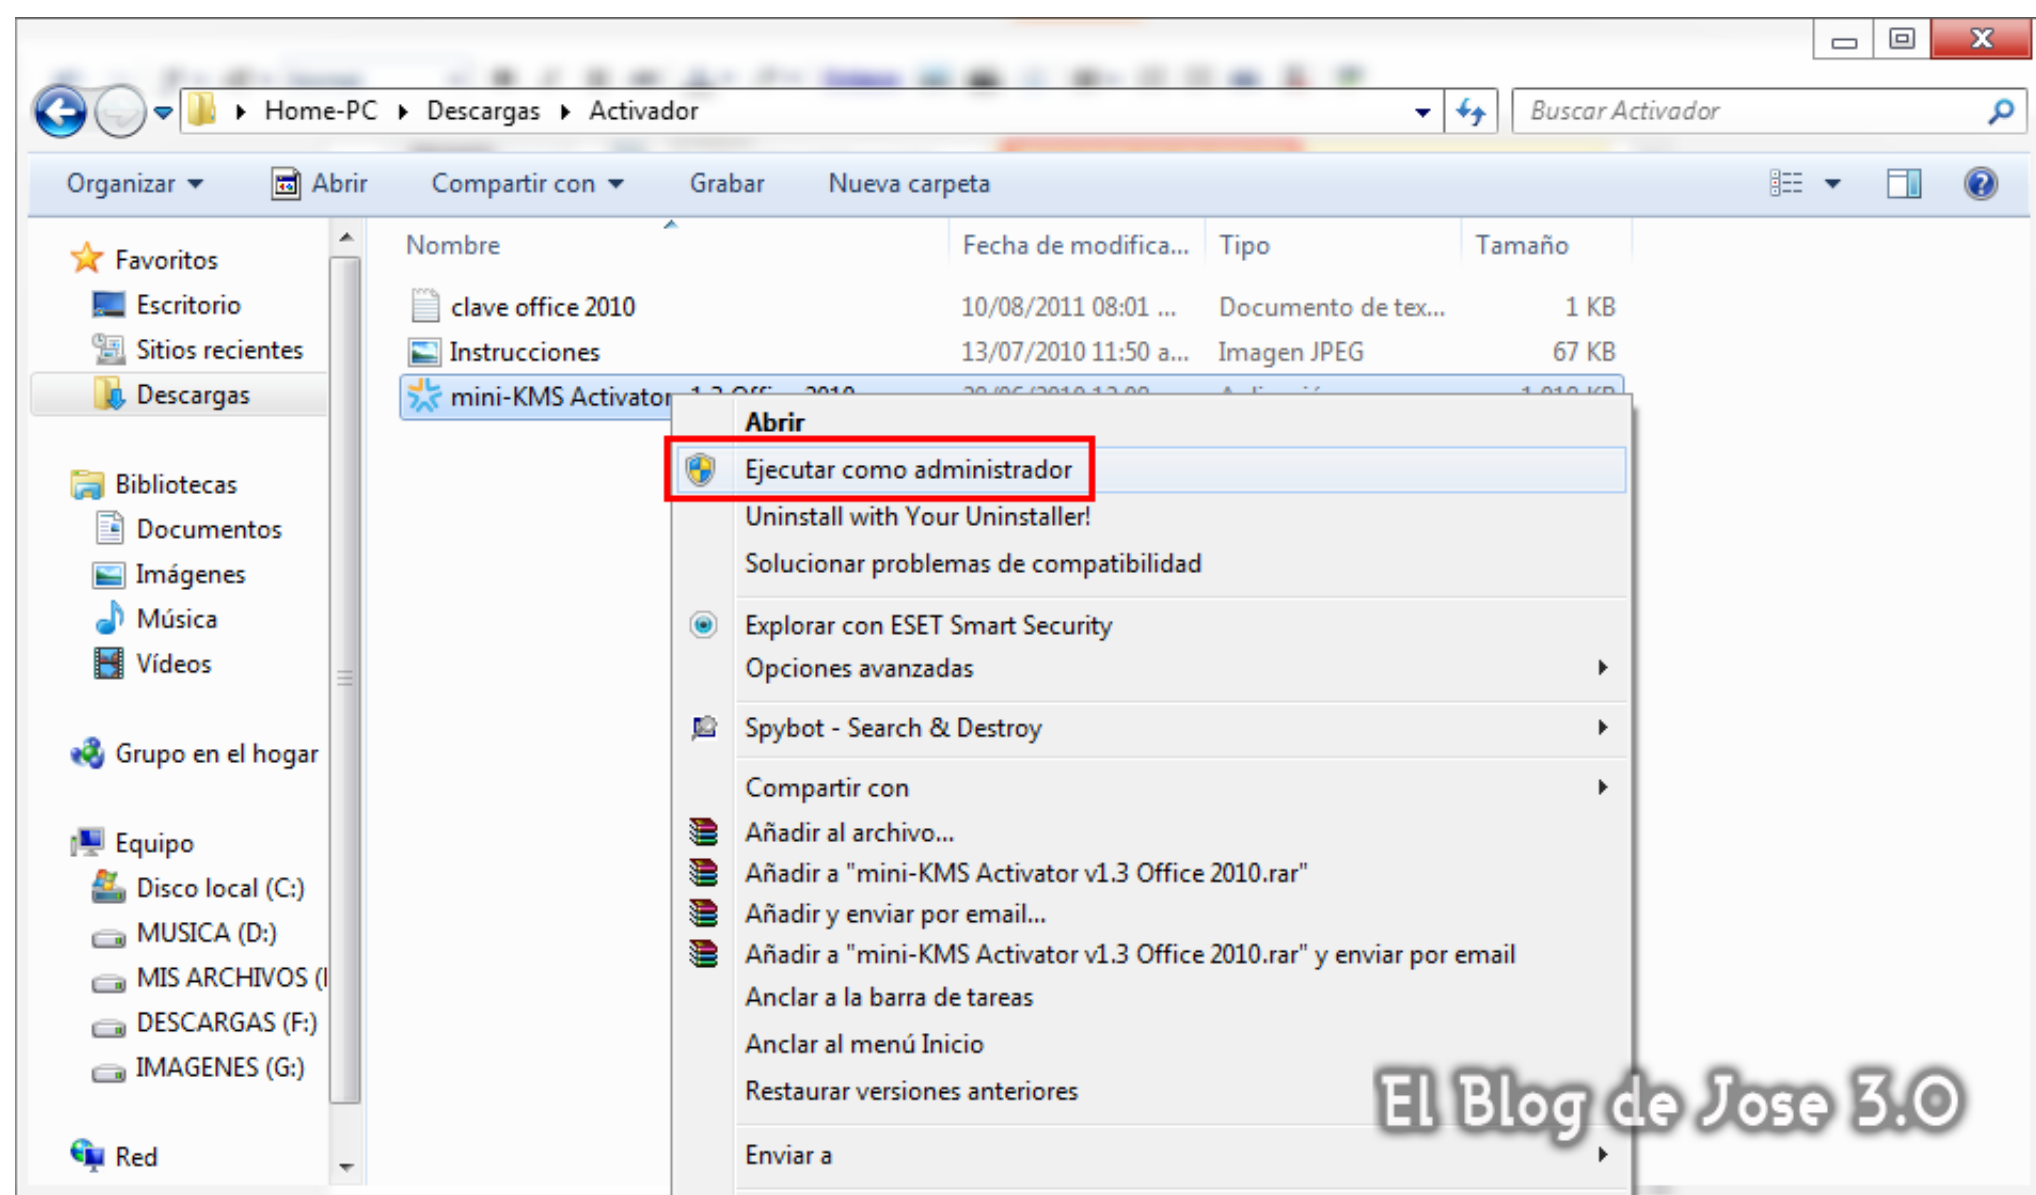 Home-PC Descargas Activador Buscar Activador
Organizar Abrir Compartir con Grabar Nueva carpeta
Nombre Fecha de modifica... Tipo Tamaño
clave office 2010 10/08/2011 08:01 ... Documento de tex... 1 KB
Instrucciones 13/07/2010 11:50 a... Imagen JPEG 67 KB
mini-KMS Activator
Favoritos
Escritorio
Sitios recientes
Descargas
Bibliotecas
Documentos
Imágenes
Música
Vídeos
Grupo en el hogar
Equipo
Disco local (C:)
MUSICA (D:)
MIS ARCHIVOS (
DESCARGAS (F:)
IMAGENES (G:)
Red
Abrir
Ejecutar como administrador
Uninstall with Your Uninstaller!
Solucionar problemas de compatibilidad
Explorar con ESET Smart Security
Opciones avanzadas
Spybot - Search & Destroy
Compartir con
Añadir al archivo...
Añadir a "mini-KMS Activator v1.3 Office 2010.rar"
Añadir y enviar por email...
Añadir a "mini-KMS Activator v1.3 Office 2010.rar" y enviar por email
Anclar a la barra de tareas
Anclar al menú Inicio
Restaurar versiones anteriores
Enviar a
El Blog de Jose 3.0